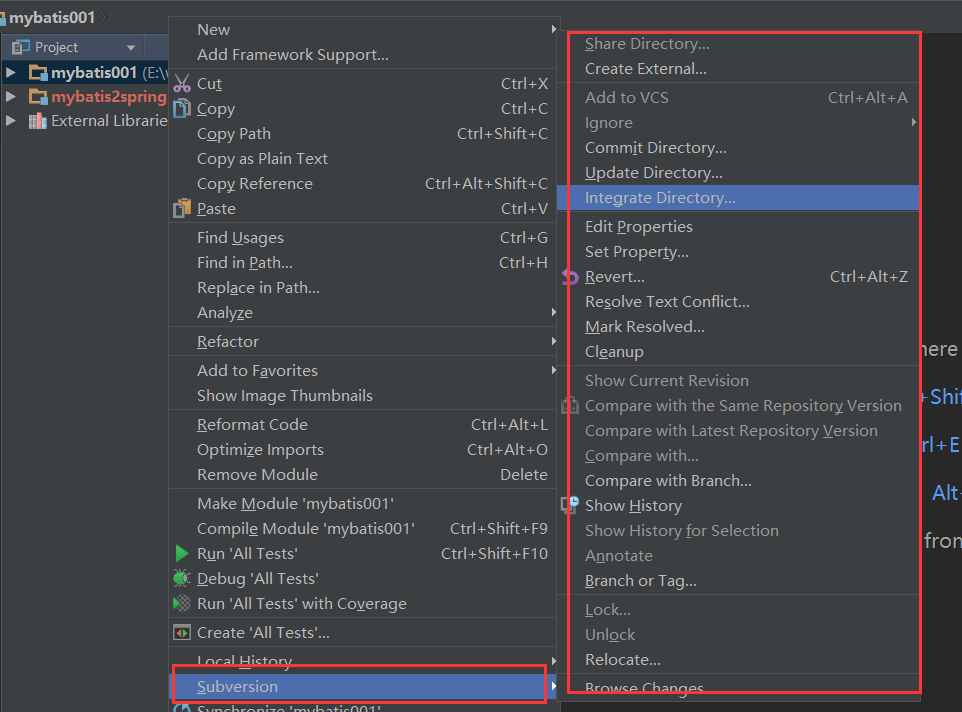 mybatis001
Project
mybatis001 (E:\
mybatis2spring
External Librarie
New
Add Framework Support...
Cut Ctrl+X
Copy Ctrl+C
Copy Path Ctrl+Shift+C
Copy as Plain Text
Copy Reference Ctrl+Alt+Shift+C
Paste Ctrl+V
Find Usages Ctrl+G
Find in Path... Ctrl+H
Replace in Path...
Analyze
Refactor
Add to Favorites
Show Image Thumbnails
Reformat Code Ctrl+Alt+L
Optimize Imports Ctrl+Alt+O
Remove Module Delete
Make Module 'mybatis001'
Compile Module 'mybatis001' Ctrl+Shift+F9
Run 'All Tests' Ctrl+Shift+F10
Debug 'All Tests'
Run 'All Tests' with Coverage
Create 'All Tests'...
Local History
Subversion
Synchronize 'mybatis001'
Share Directory...
Create External...
Add to VCS Ctrl+Alt+A
Ignore
Commit Directory...
Update Directory...
Integrate Directory...
Edit Properties
Set Property...
Revert... Ctrl+Alt+Z
Resolve Text Conflict...
Mark Resolved...
Cleanup
Show Current Revision
Compare with the Same Repository Version
Compare with Latest Repository Version
Compare with...
Compare with Branch...
Show History
Show History for Selection
Annotate
Branch or Tag...
Lock...
Unlock
Relocate...
Browse Changes
here
+Shif
rl+E
Alt+
from